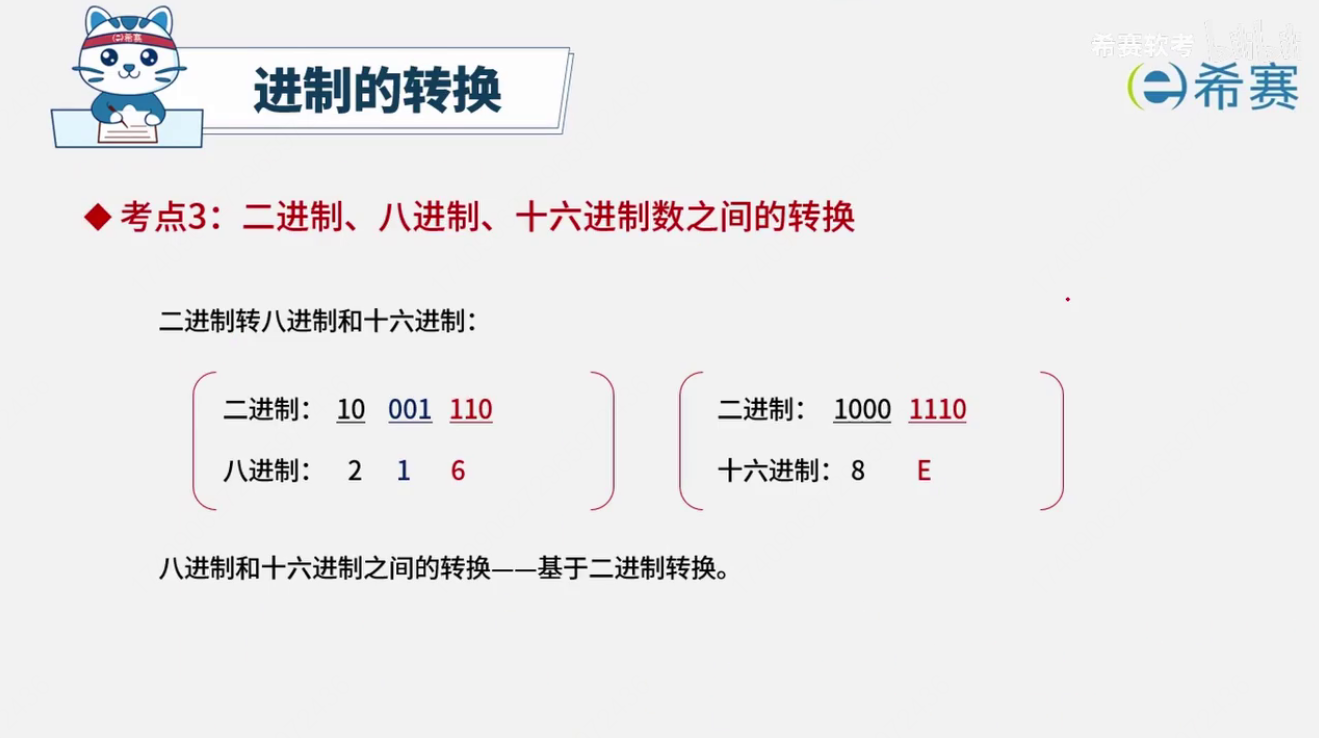 希赛
进制的转换
希赛软考
希赛
考点3：二进制、八进制、十六进制数之间的转换
二进制转八进制和十六进制：
二进制： 10 001 110
八进制： 2 1 6
二进制： 1000 1110
十六进制： 8 E
八进制和十六进制之间的转换——基于二进制转换。